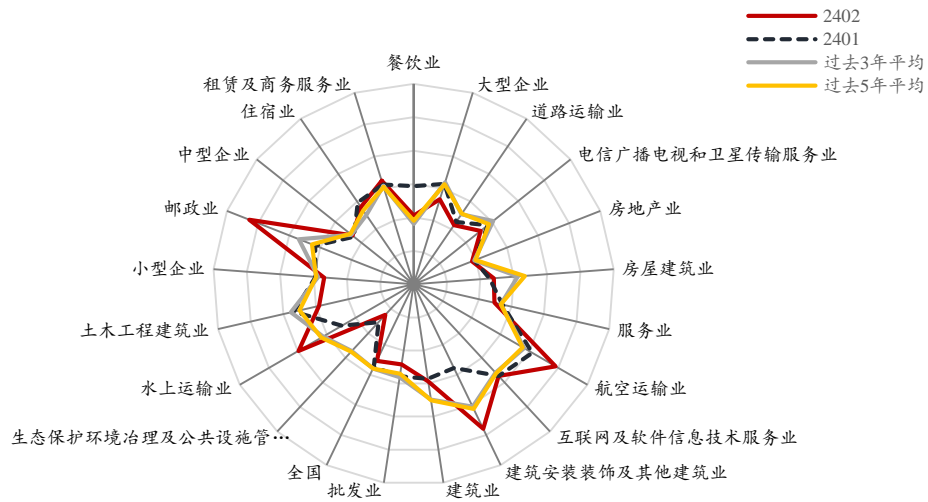 2402
2401
过去3年平均
过去5年平均
餐饮业
大型企业
道路运输业
电信广播电视和卫星传输服务业
房地产业
房屋建筑业
服务业
航空运输业
互联网及软件信息技术服务业
建筑安装装饰及其他建筑业
建筑业
批发业
全国
生态保护环境治理及公共设施管…
水上运输业
土木工程建筑业
小型企业
邮政业
中型企业
住宿业
租赁及商务服务业